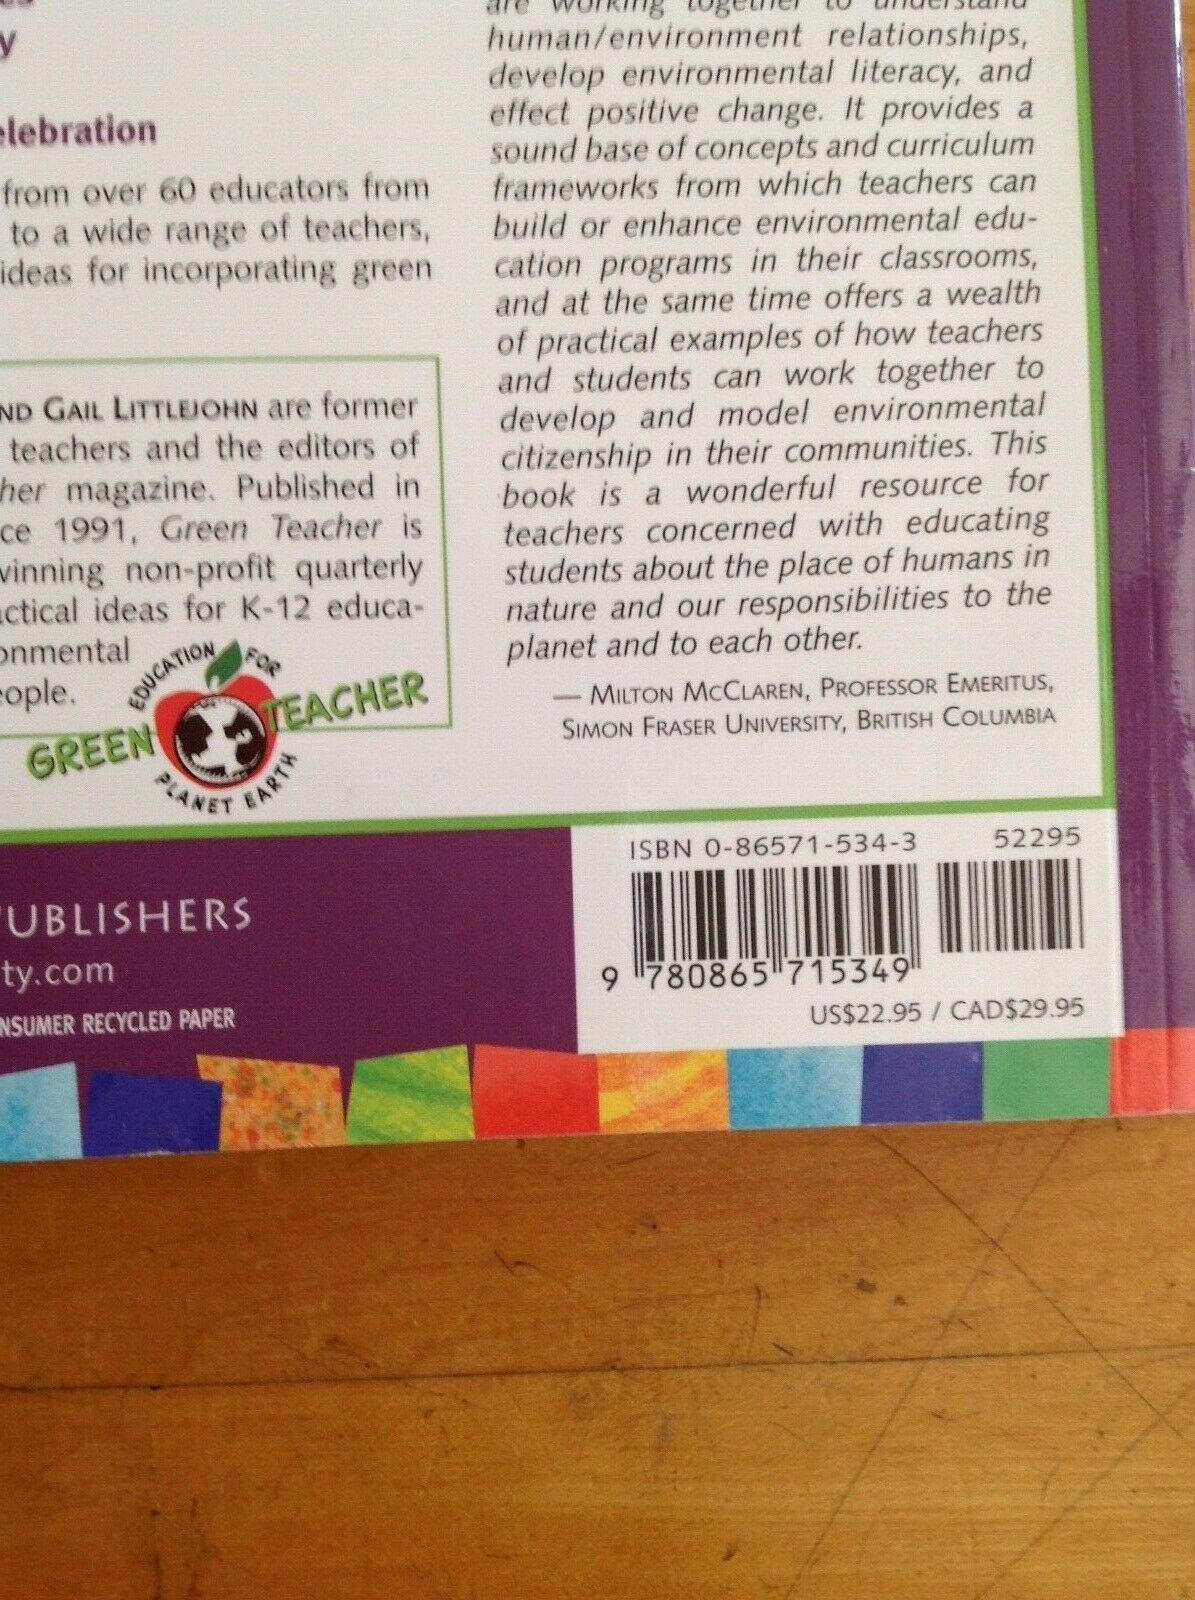 y
elebration
from over 60 educators from
to a wide range of teachers,
ideas for incorporating green
ND GAIL LITTLEJOHN are former
teachers and the editors of
her magazine. Published in
ce 1991, Green Teacher is
winning non-profit quarterly
actical ideas for K-12 educa-
onmental
eople.
EDUCATION FOR
GREEN TEACHER
PLANET EARTH
are working together to understand
human/environment relationships,
develop environmental literacy, and
effect positive change. It provides a
sound base of concepts and curriculum
frameworks from which teachers can
build or enhance environmental edu-
cation programs in their classrooms,
and at the same time offers a wealth
of practical examples of how teachers
and students can work together to
develop and model environmental
citizenship in their communities. This
book is a wonderful resource for
teachers concerned with educating
students about the place of humans in
nature and our responsibilities to the
planet and to each other.
— MILTON MCCLAREN, PROFESSOR EMERITUS,
SIMON FRASER UNIVERSITY, BRITISH COLUMBIA
UBLISHERS
ty.com
NSUMER RECYCLED PAPER
ISBN 0-86571-534-3 52295
9 780865 715349
US$22.95 / CAD$29.95